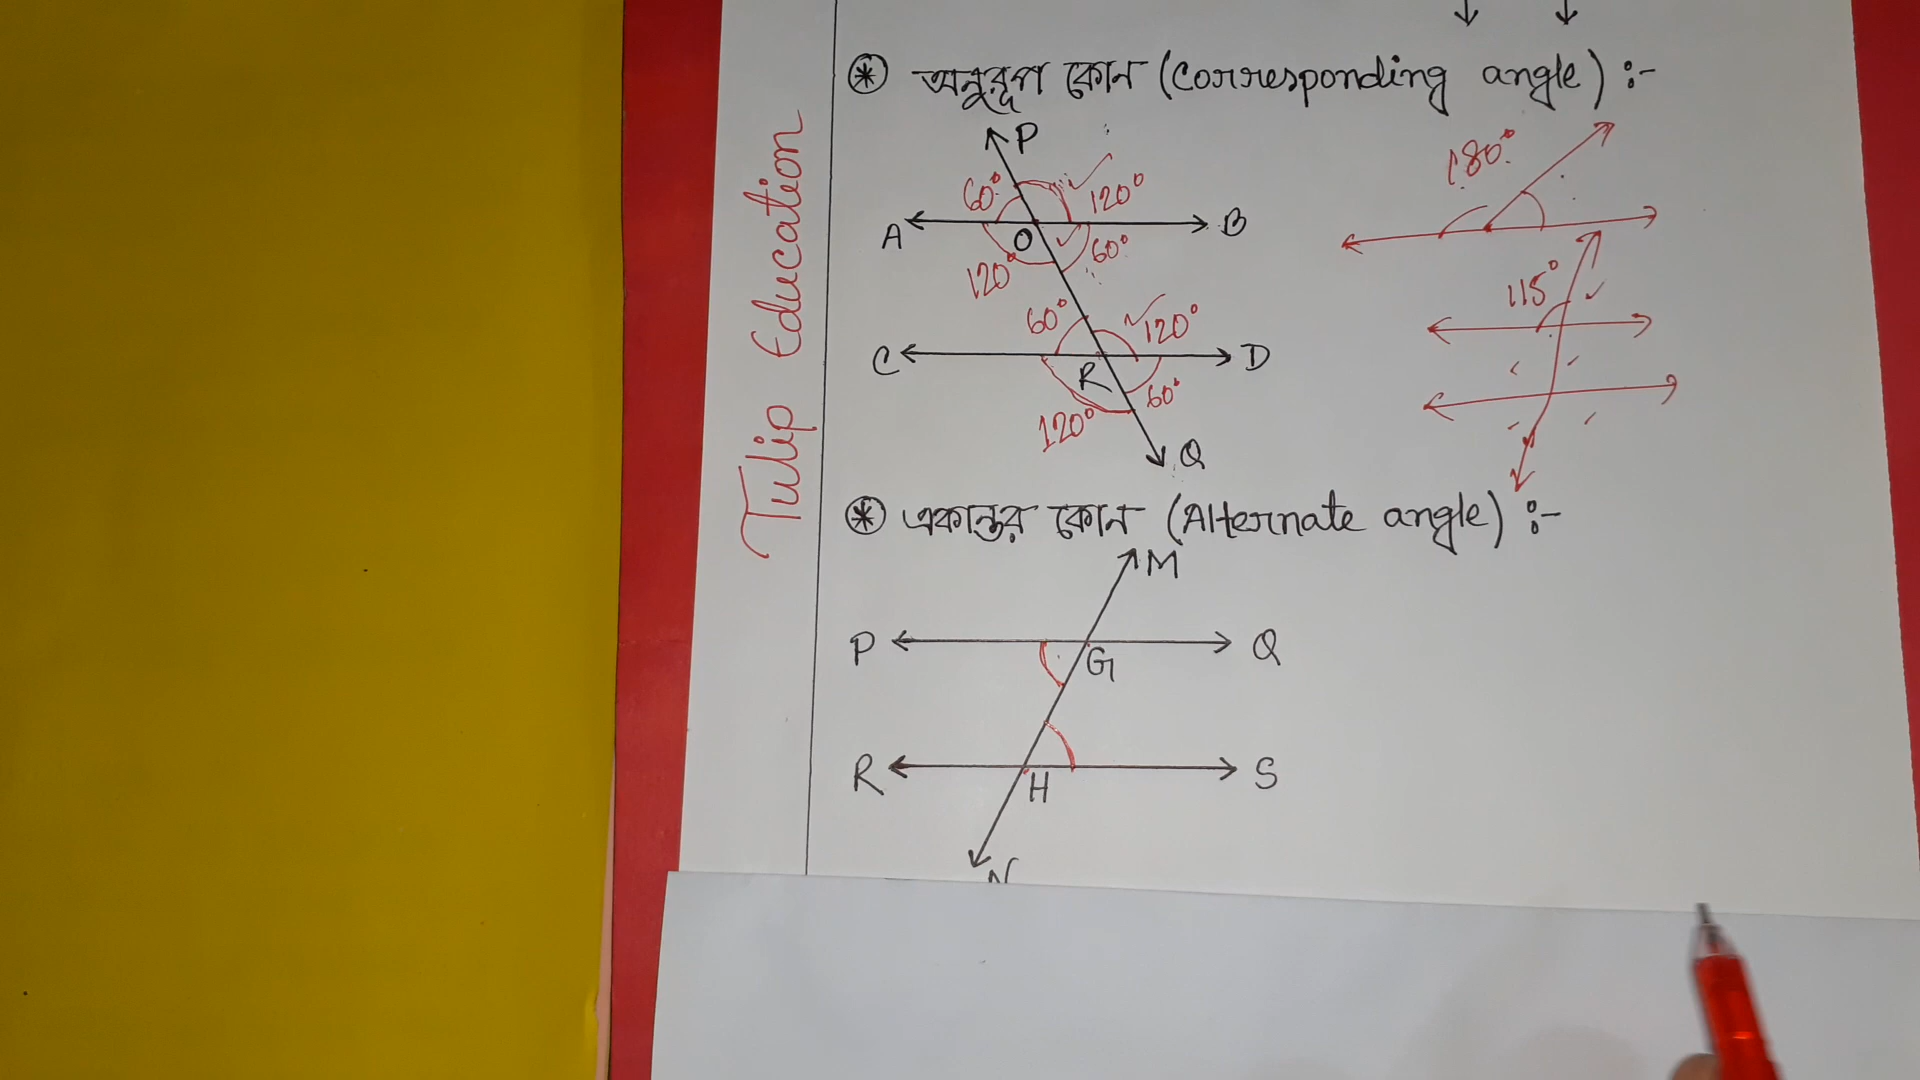 Tulip Education
✱ অনুরূপ কোন (Corresponding angle) :-
P
60° 120°
A B
O
120° 60°
60° 120°
C D
R
120° 60°
Q
180°
115°
✱ একান্তর কোন (Alternate angle) :-
M
P Q
G
R S
H
N